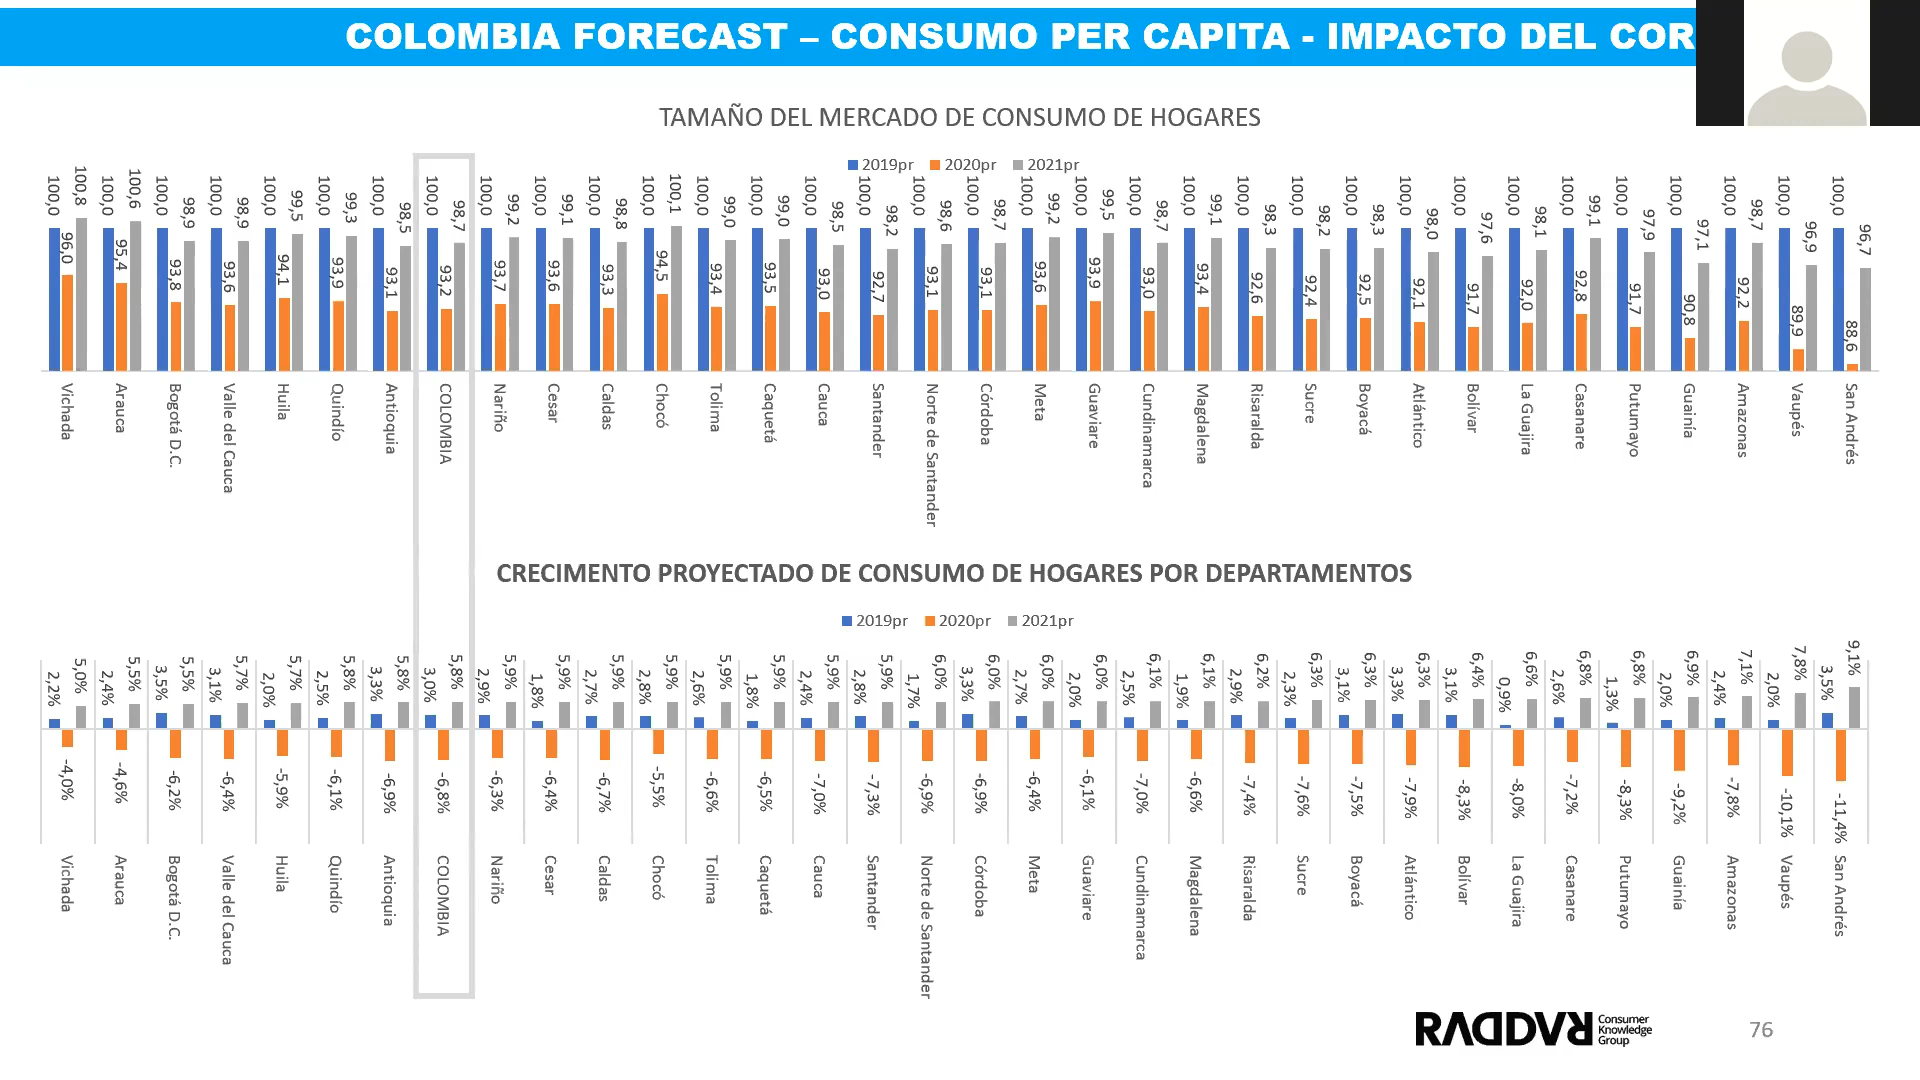 COLOMBIA FORECAST – CONSUMO PER CAPITA - IMPACTO DEL COR
TAMAÑO DEL MERCADO DE CONSUMO DE HOGARES
2019pr 2020pr 2021pr
100,0 96,0 100,8
100,0 95,4 100,6
100,0 93,8 98,9
100,0 93,6 98,9
100,0 94,1 99,5
100,0 93,9 99,3
100,0 93,1 98,5
100,0 93,2 98,7
100,0 93,7 99,2
100,0 93,6 99,1
100,0 93,3 98,8
100,0 94,5 100,1
100,0 93,4 99,0
100,0 93,5 99,0
100,0 93,0 98,5
100,0 92,7 98,2
100,0 93,1 98,6
100,0 93,1 98,7
100,0 93,6 99,2
100,0 93,9 99,5
100,0 93,0 98,7
100,0 93,4 99,1
100,0 92,6 98,3
100,0 92,4 98,2
100,0 92,5 98,3
100,0 92,1 98,0
100,0 91,7 97,6
100,0 92,0 98,1
100,0 92,8 99,1
100,0 91,7 97,9
100,0 90,8 97,1
100,0 92,2 98,7
100,0 89,9 96,9
100,0 88,6 96,7
Vichada
Arauca
Bogotá D.C.
Valle del Cauca
Huila
Quindío
Antioquia
COLOMBIA
Nariño
Cesar
Caldas
Chocó
Tolima
Caquetá
Cauca
Santander
Norte de Santander
Córdoba
Meta
Guaviare
Cundinamarca
Magdalena
Risaralda
Sucre
Boyacá
Atlántico
Bolívar
La Guajira
Casanare
Putumayo
Guainía
Amazonas
Vaupés
San Andrés
CRECIMENTO PROYECTADO DE CONSUMO DE HOGARES POR DEPARTAMENTOS
2019pr 2020pr 2021pr
2,2% -4,0% 5,0%
2,4% -4,6% 5,5%
3,5% -6,2% 5,5%
3,1% -6,4% 5,7%
2,0% -5,9% 5,7%
2,5% -6,1% 5,8%
3,3% -6,9% 5,8%
3,0% -6,8% 5,8%
2,9% -6,3% 5,9%
1,8% -6,4% 5,9%
2,7% -6,7% 5,9%
2,8% -5,5% 5,9%
2,6% -6,6% 5,9%
1,8% -6,5% 5,9%
2,4% -7,0% 5,9%
2,8% -7,3% 5,9%
1,7% -6,9% 6,0%
3,3% -6,9% 6,0%
2,7% -6,4% 6,0%
2,0% -6,1% 6,0%
2,5% -7,0% 6,1%
1,9% -6,6% 6,1%
2,9% -7,4% 6,2%
2,3% -7,6% 6,3%
3,1% -7,5% 6,3%
3,3% -7,9% 6,3%
3,1% -8,3% 6,4%
0,9% -8,0% 6,6%
2,6% -7,2% 6,8%
1,3% -8,3% 6,8%
2,0% -9,2% 6,9%
2,4% -7,8% 7,1%
2,0% -10,1% 7,8%
3,5% -11,4% 9,1%
Vichada
Arauca
Bogotá D.C.
Valle del Cauca
Huila
Quindío
Antioquia
COLOMBIA
Nariño
Cesar
Caldas
Chocó
Tolima
Caquetá
Cauca
Santander
Norte de Santander
Córdoba
Meta
Guaviare
Cundinamarca
Magdalena
Risaralda
Sucre
Boyacá
Atlántico
Bolívar
La Guajira
Casanare
Putumayo
Guainía
Amazonas
Vaupés
San Andrés
RADDAR
Consumer
Knowledge
Group
76